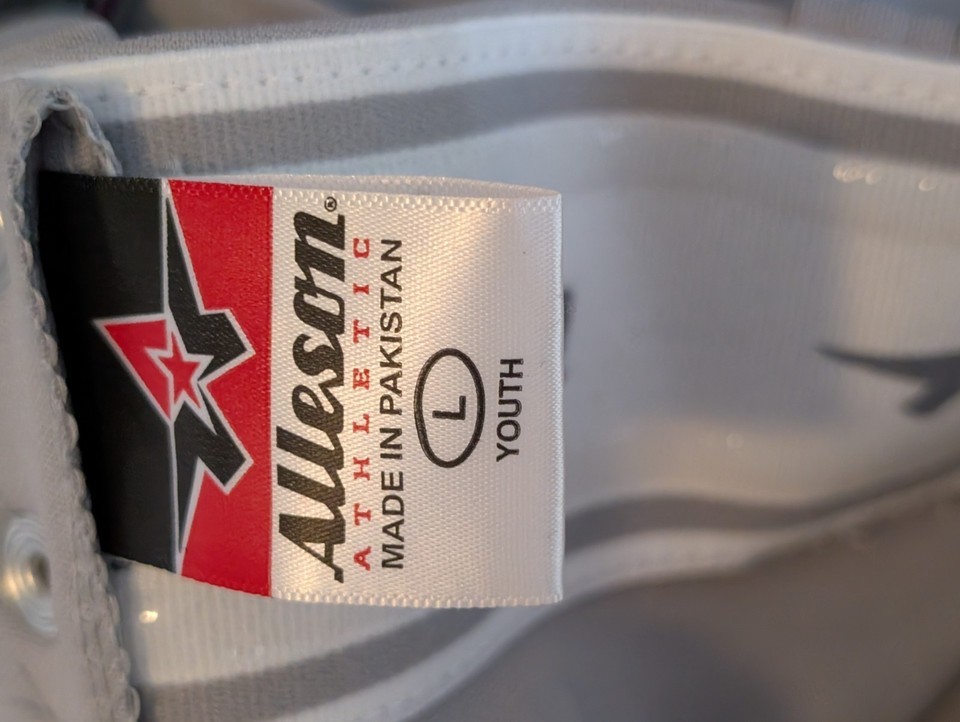 Alleson®
ATHLETIC
MADE IN PAKISTAN
L
YOUTH